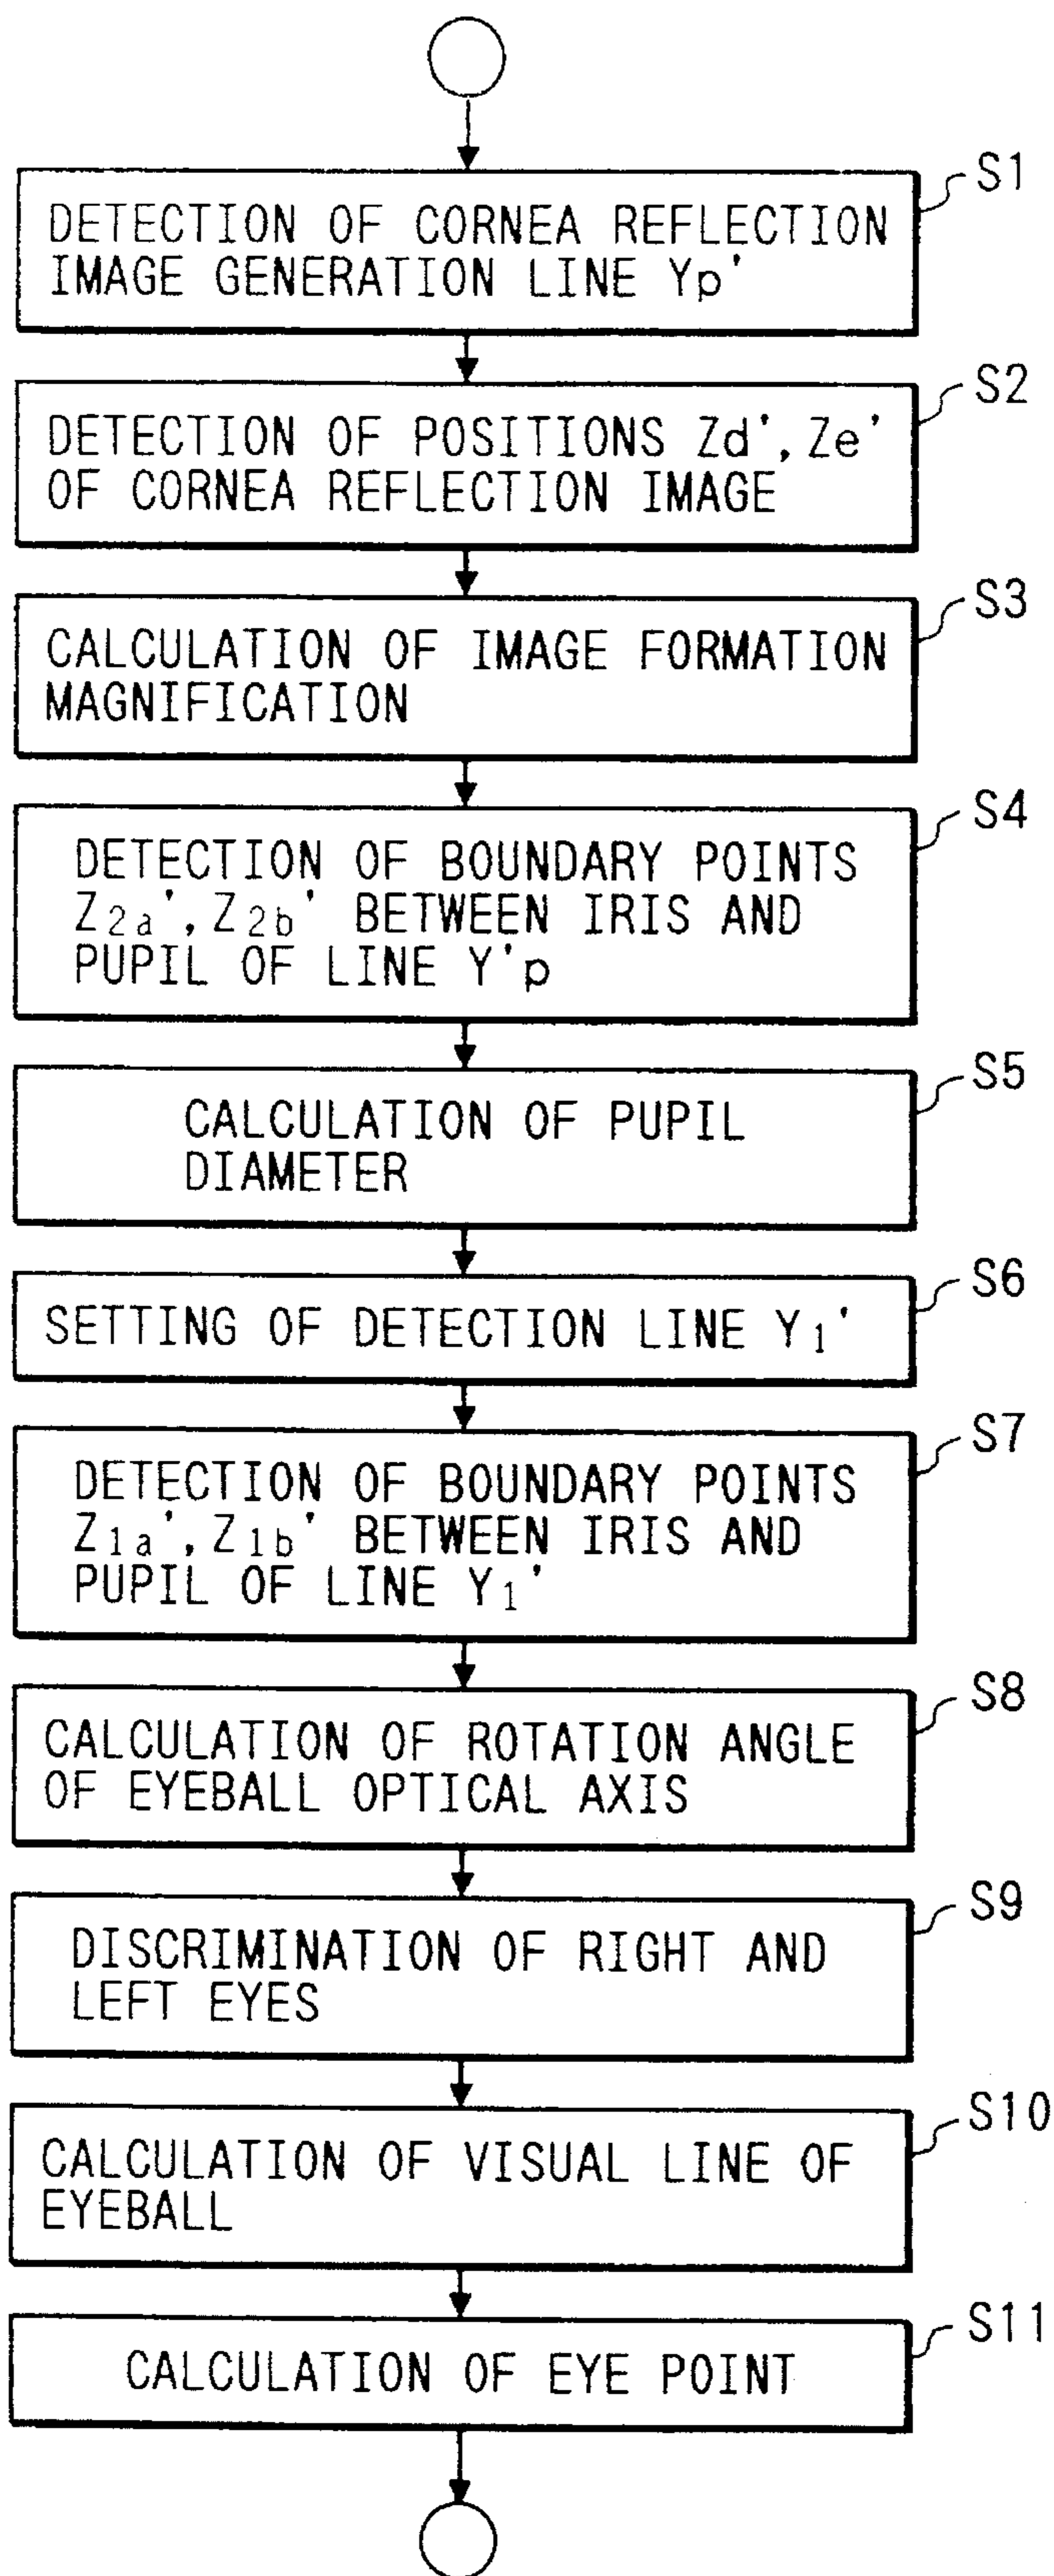 S1
DETECTION OF CORNEA REFLECTION
IMAGE GENERATION LINE Yp'
S2
DETECTION OF POSITIONS Zd', Ze'
OF CORNEA REFLECTION IMAGE
S3
CALCULATION OF IMAGE FORMATION
MAGNIFICATION
S4
DETECTION OF BOUNDARY POINTS
Z2a', Z2b' BETWEEN IRIS AND
PUPIL OF LINE Y'p
S5
CALCULATION OF PUPIL
DIAMETER
S6
SETTING OF DETECTION LINE Y1'
S7
DETECTION OF BOUNDARY POINTS
Z1a', Z1b' BETWEEN IRIS AND
PUPIL OF LINE Y1'
S8
CALCULATION OF ROTATION ANGLE
OF EYEBALL OPTICAL AXIS
S9
DISCRIMINATION OF RIGHT AND
LEFT EYES
S10
CALCULATION OF VISUAL LINE OF
EYEBALL
S11
CALCULATION OF EYE POINT